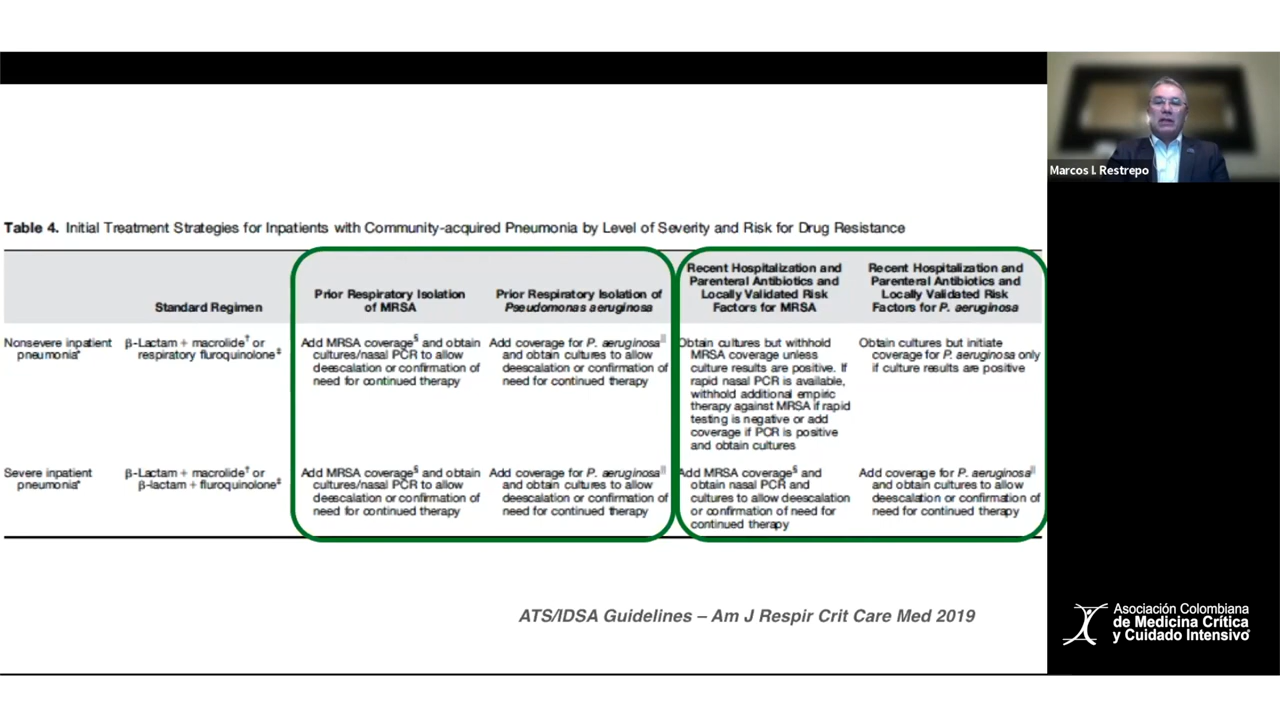 Marcos I. Restrepo
Table 4. Initial Treatment Strategies for Inpatients with Community-acquired Pneumonia by Level of Severity and Risk for Drug Resistance
Standard Regimen
Prior Respiratory Isolation
of MRSA
Prior Respiratory Isolation of
Pseudomonas aeruginosa
Recent Hospitalization and
Parenteral Antibiotics and
Locally Validated Risk
Factors for MRSA
Recent Hospitalization and
Parenteral Antibiotics and
Locally Validated Risk
Factors for P. aeruginosa
Nonsevere inpatient
pneumonia*
β-Lactam + macrolide† or
respiratory fluroquinolone‡
Add MRSA coverage§ and obtain
cultures/nasal PCR to allow
deescalation or confirmation of
need for continued therapy
Add coverage for P. aeruginosa||
and obtain cultures to allow
deescalation or confirmation of
need for continued therapy
Obtain cultures but withhold
MRSA coverage unless
culture results are positive. If
rapid nasal PCR is available,
withhold additional empiric
therapy against MRSA if rapid
testing is negative or add
coverage if PCR is positive
and obtain cultures
Obtain cultures but initiate
coverage for P. aeruginosa only
if culture results are positive
Severe inpatient
pneumonia*
β-Lactam + macrolide† or
β-lactam + fluroquinolone‡
Add MRSA coverage§ and obtain
cultures/nasal PCR to allow
deescalation or confirmation of
need for continued therapy
Add coverage for P. aeruginosa||
and obtain cultures to allow
deescalation or confirmation of
need for continued therapy
Add MRSA coverage§ and
obtain nasal PCR and
cultures to allow deescalation
or confirmation of need for
continued therapy
Add coverage for P. aeruginosa||
and obtain cultures to allow
deescalation or confirmation of
need for continued therapy
ATS/IDSA Guidelines – Am J Respir Crit Care Med 2019
Asociación Colombiana
de Medicina Crítica
y Cuidado Intensivo